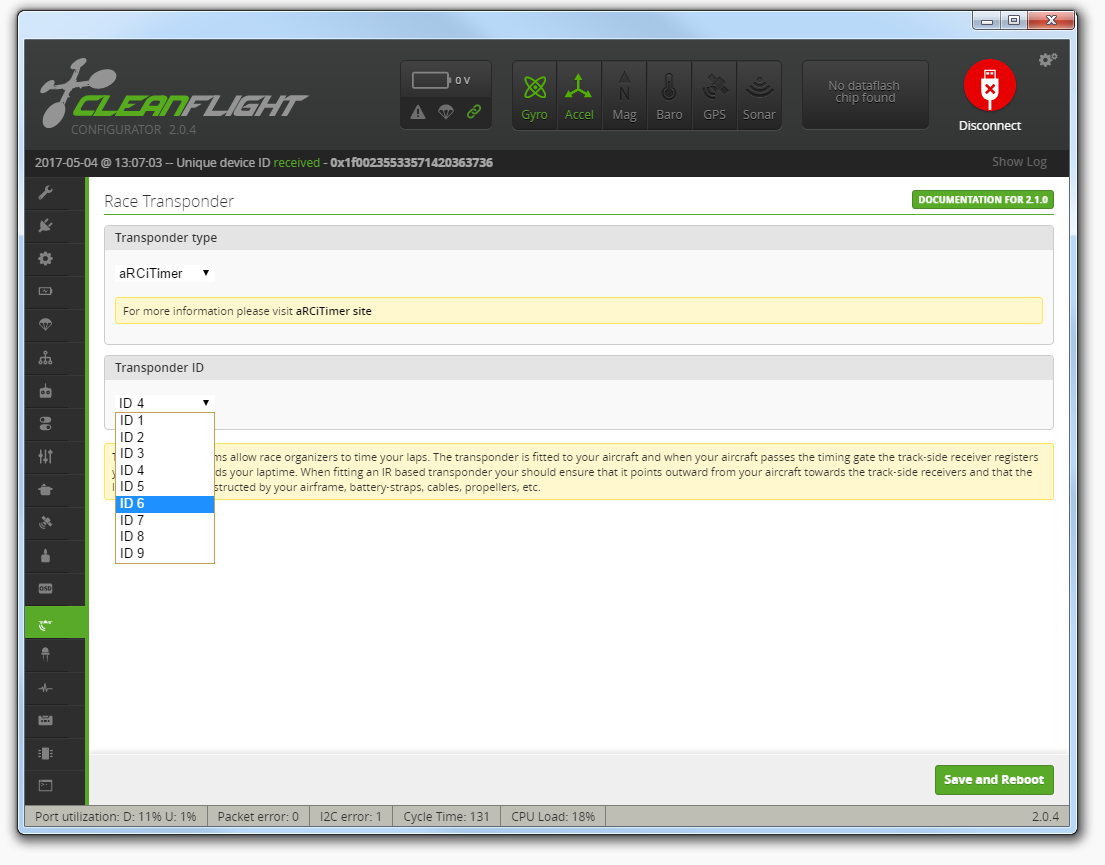 0 V
CLEANFLIGHT
CONFIGURATOR 2.0.4
Gyro
Accel
N
Mag
Baro
GPS
Sonar
No dataflash
chip found
Disconnect
2017-05-04 @ 13:07:03 -- Unique device ID received - 0x1f00235533571420363736
Show Log
Race Transponder
DOCUMENTATION FOR 2.1.0
Transponder type
aRCiTimer
For more information please visit aRCiTimer site
Transponder ID
ID 4
ID 1
ID 2
ID 3
ID 4
ID 5
ID 6
ID 7
ID 8
ID 9
allow race organizers to time your laps. The transponder is fitted to your aircraft and when your aircraft passes the timing gate the track-side receiver registers
your laptime. When fitting an IR based transponder your should ensure that it points outward from your aircraft towards the track-side receivers and that the
by your airframe, battery-straps, cables, propellers, etc.
OSD
Save and Reboot
Port utilization: D: 11% U: 1%
Packet error: 0
I2C error: 1
Cycle Time: 131
CPU Load: 18%
2.0.4